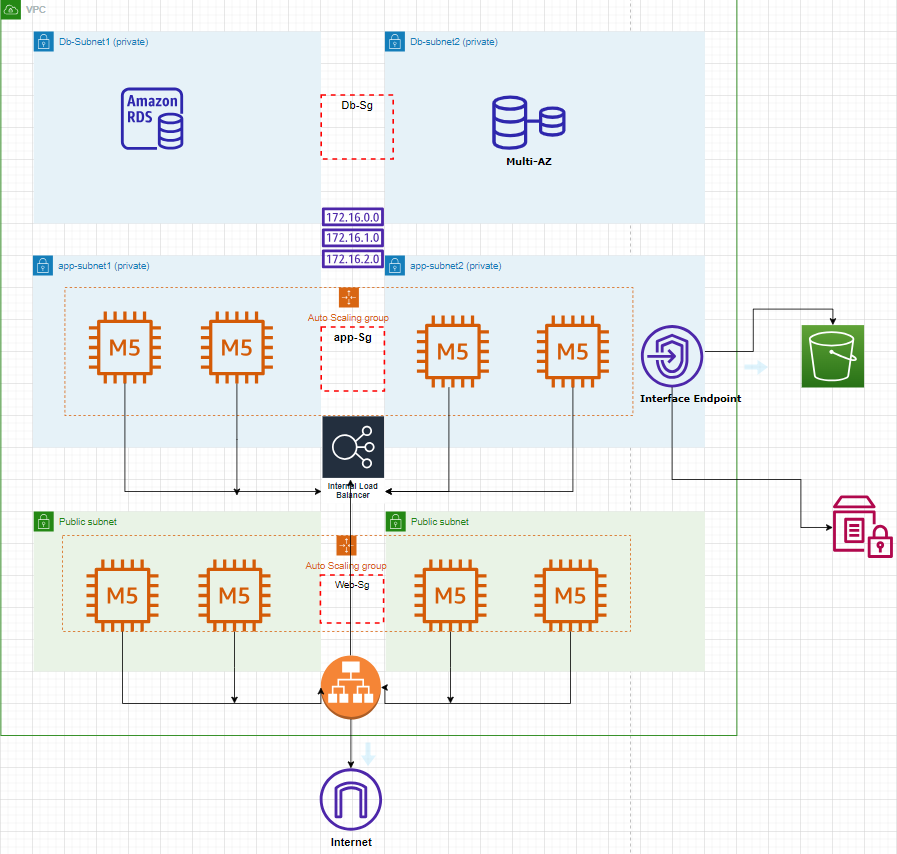 VPC
Db-Subnet1 (private)
Db-subnet2 (private)
Amazon
RDS
Db-Sg
Multi-AZ
172.16.0.0
172.16.1.0
172.16.2.0
app-subnet1 (private)
app-subnet2 (private)
Auto Scaling group
app-Sg
M5
M5
M5
M5
Interface Endpoint
Internal Load
Balancer
Public subnet
Public subnet
Auto Scaling group
Web-Sg
M5
M5
M5
M5
Internet